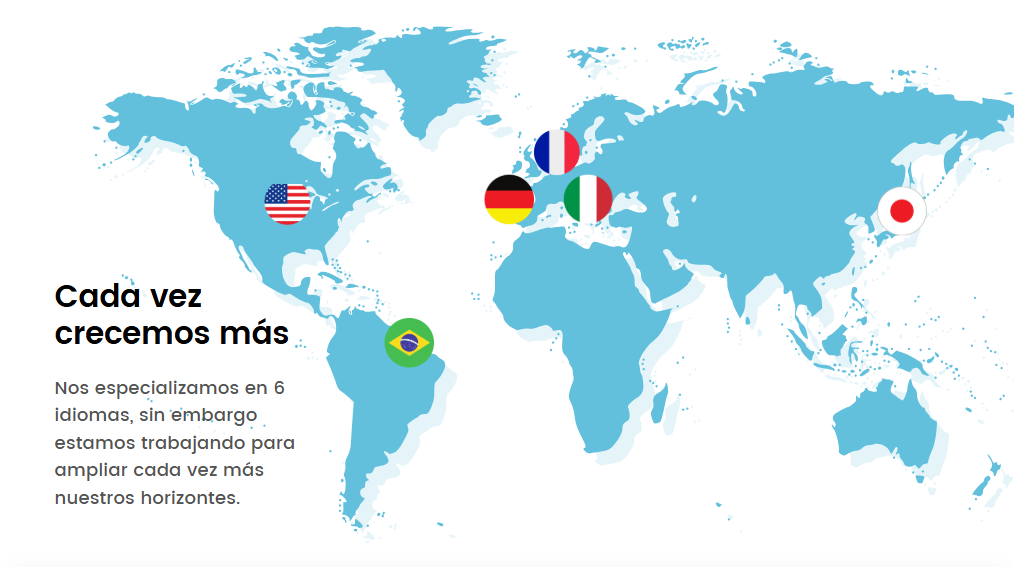 Cada vez
crecemos más
Nos especializamos en 6
idiomas, sin embargo
estamos trabajando para
ampliar cada vez más
nuestros horizontes.